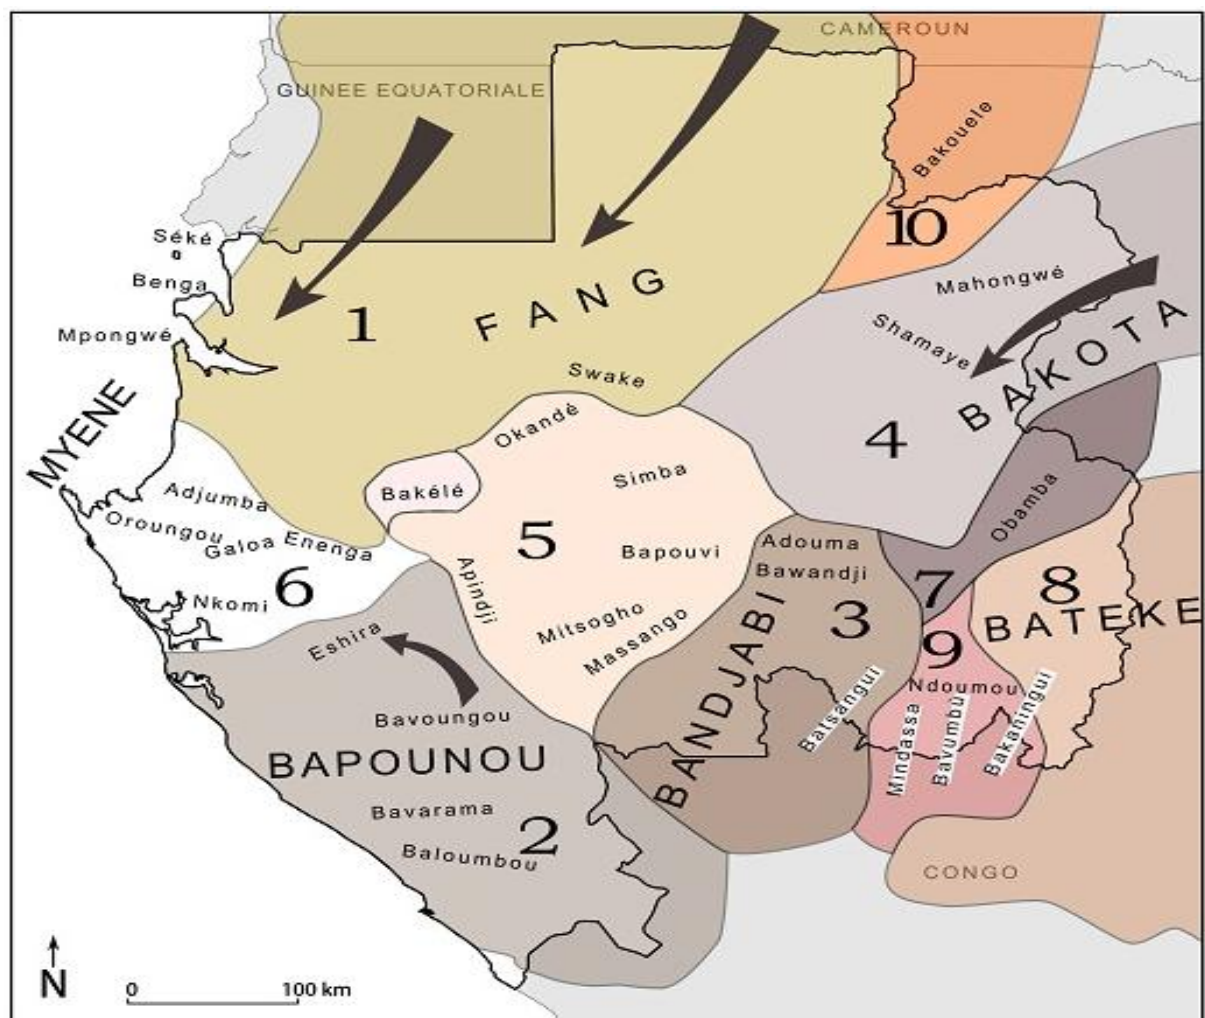 CAMEROUN
GUINEE EQUATORIALE
Bakouele
10
Séké
Benga
Mpongwé
MYENE
1
FANG
Swake
Mahongwé
Shamaye
BAKOTA
4
Okandé
Simba
Bakélé
5
Bapouvi
Apindji
Mitsogho
Massango
Adjumba
Oroungou
Galoa
Enenga
Nkomi
6
Adouma
Bawandji
BANDJABI
3
Batsangui
Obamba
7
8
BATEKE
9
Ndoumou
Mindassa
Bavumbu
Bakaningui
Eshira
Bavoungou
BAPOUNOU
Bavarama
2
Baloumbou
CONGO
N
0 100 km